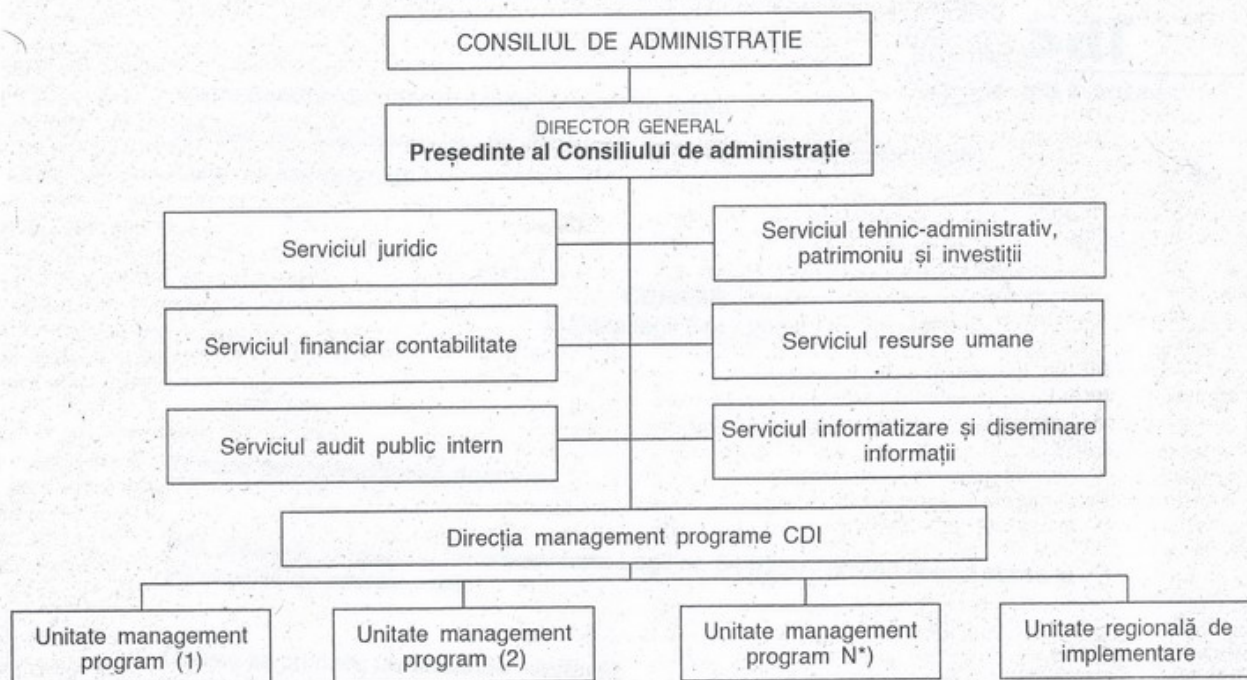 CONSILIUL DE ADMINISTRAȚIE
DIRECTOR GENERAL
Președinte al Consiliului de administrație
Serviciul juridic
Serviciul tehnic-administrativ,
patrimoniu și investiții
Serviciul financiar contabilitate
Serviciul resurse umane
Serviciul audit public intern
Serviciul informatizare și diseminare
informații
Direcția management programe CDI
Unitate management
program (1)
Unitate management
program (2)
Unitate management
program N*)
Unitate regională de
implementare